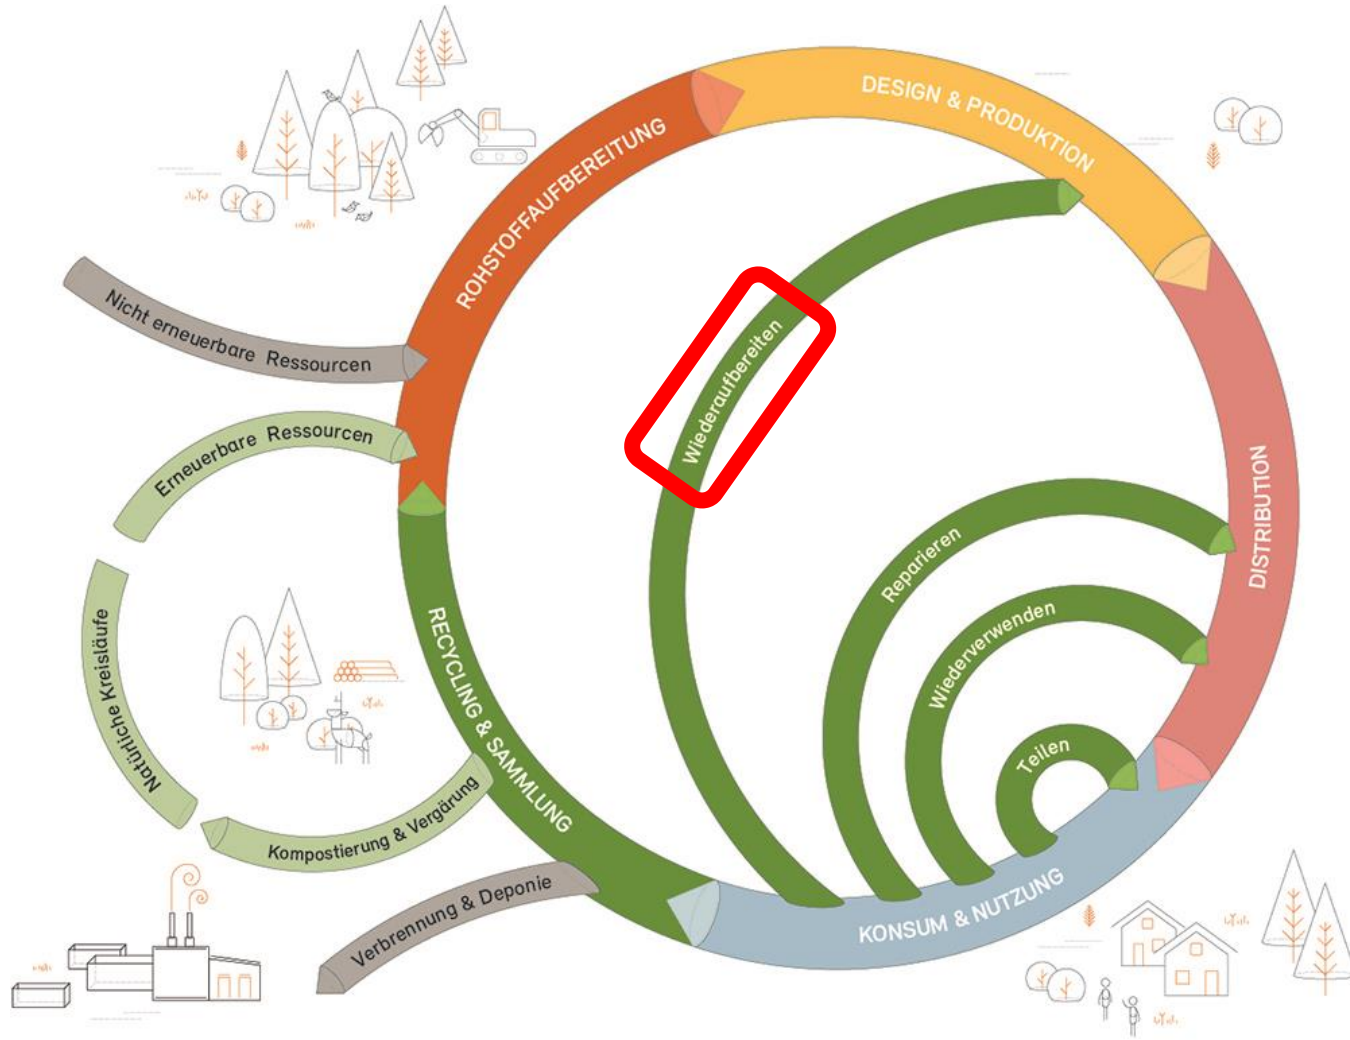 DESIGN & PRODUKTION
ROHSTOFFAUFBEREITUNG
Nicht erneuerbare Ressourcen
Wiederaufbereiten
Erneuerbare Ressourcen
DISTRIBUTION
Reparieren
Wiederverwenden
Natürliche Kreisläufe
RECYCLING & SAMMLUNG
Teilen
Kompostierung & Vergärung
Verbrennung & Deponie
KONSUM & NUTZUNG